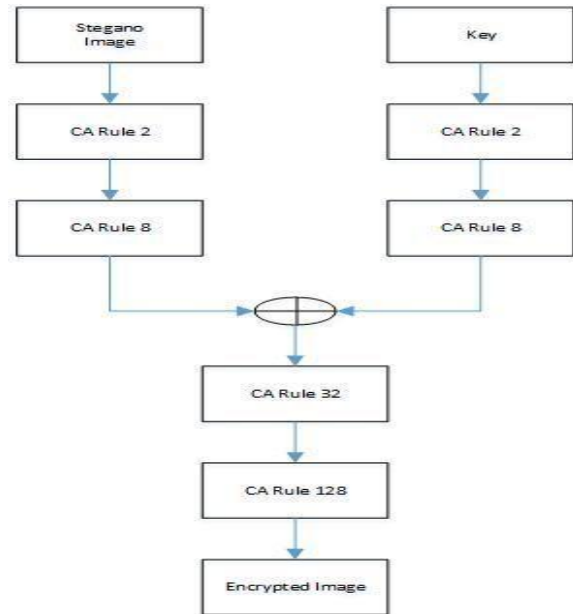 Stegano
Image
Key
CA Rule 2
CA Rule 2
CA Rule 8
CA Rule 8
CA Rule 32
CA Rule 128
Encrypted Image